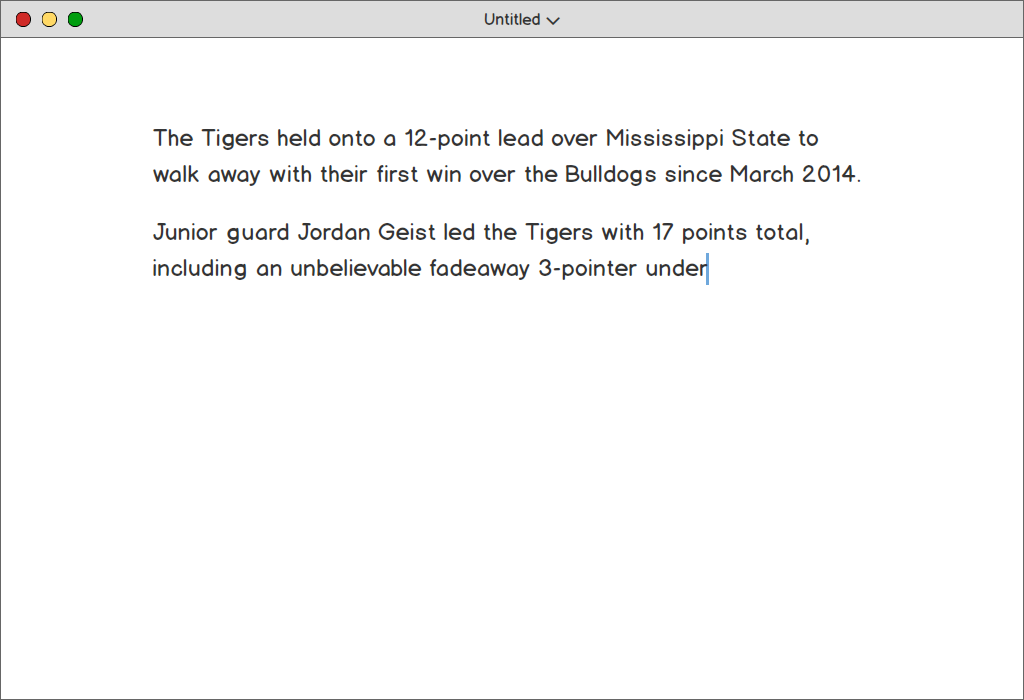 Untitled
The Tigers held onto a 12-point lead over Mississippi State to
walk away with their first win over the Bulldogs since March 2014.
Junior guard Jordan Geist led the Tigers with 17 points total,
including an unbelievable fadeaway 3-pointer under